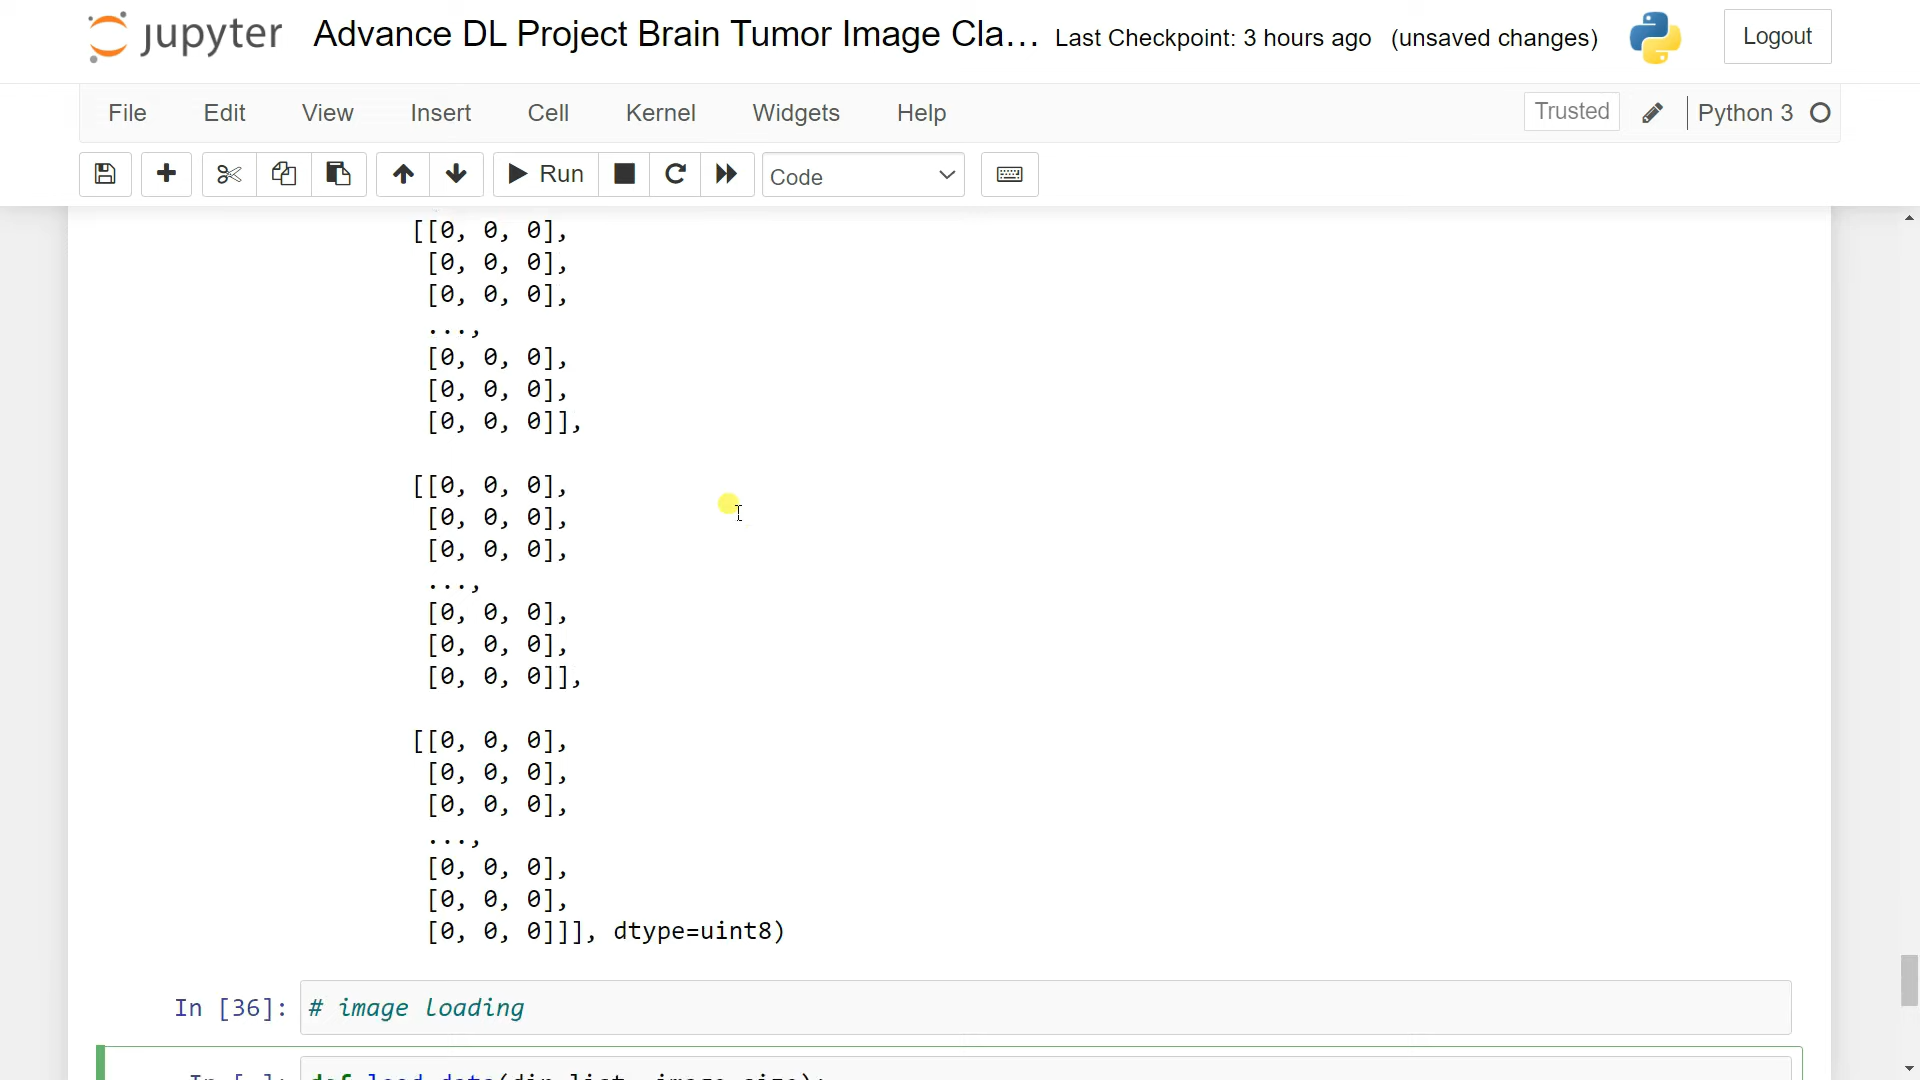 jupyter Advance DL Project Brain Tumor Image Cla... Last Checkpoint: 3 hours ago (unsaved changes) Logout
File Edit View Insert Cell Kernel Widgets Help Trusted Python 3
Run Code
[[0, 0, 0],
[0, 0, 0],
[0, 0, 0],
...,
[0, 0, 0],
[0, 0, 0],
[0, 0, 0]],
[[0, 0, 0],
[0, 0, 0],
[0, 0, 0],
...,
[0, 0, 0],
[0, 0, 0],
[0, 0, 0]],
[[0, 0, 0],
[0, 0, 0],
[0, 0, 0],
...,
[0, 0, 0],
[0, 0, 0],
[0, 0, 0]]], dtype=uint8)
In [36]: # image loading
In [ ]: def load_data(dir_list, image_size):